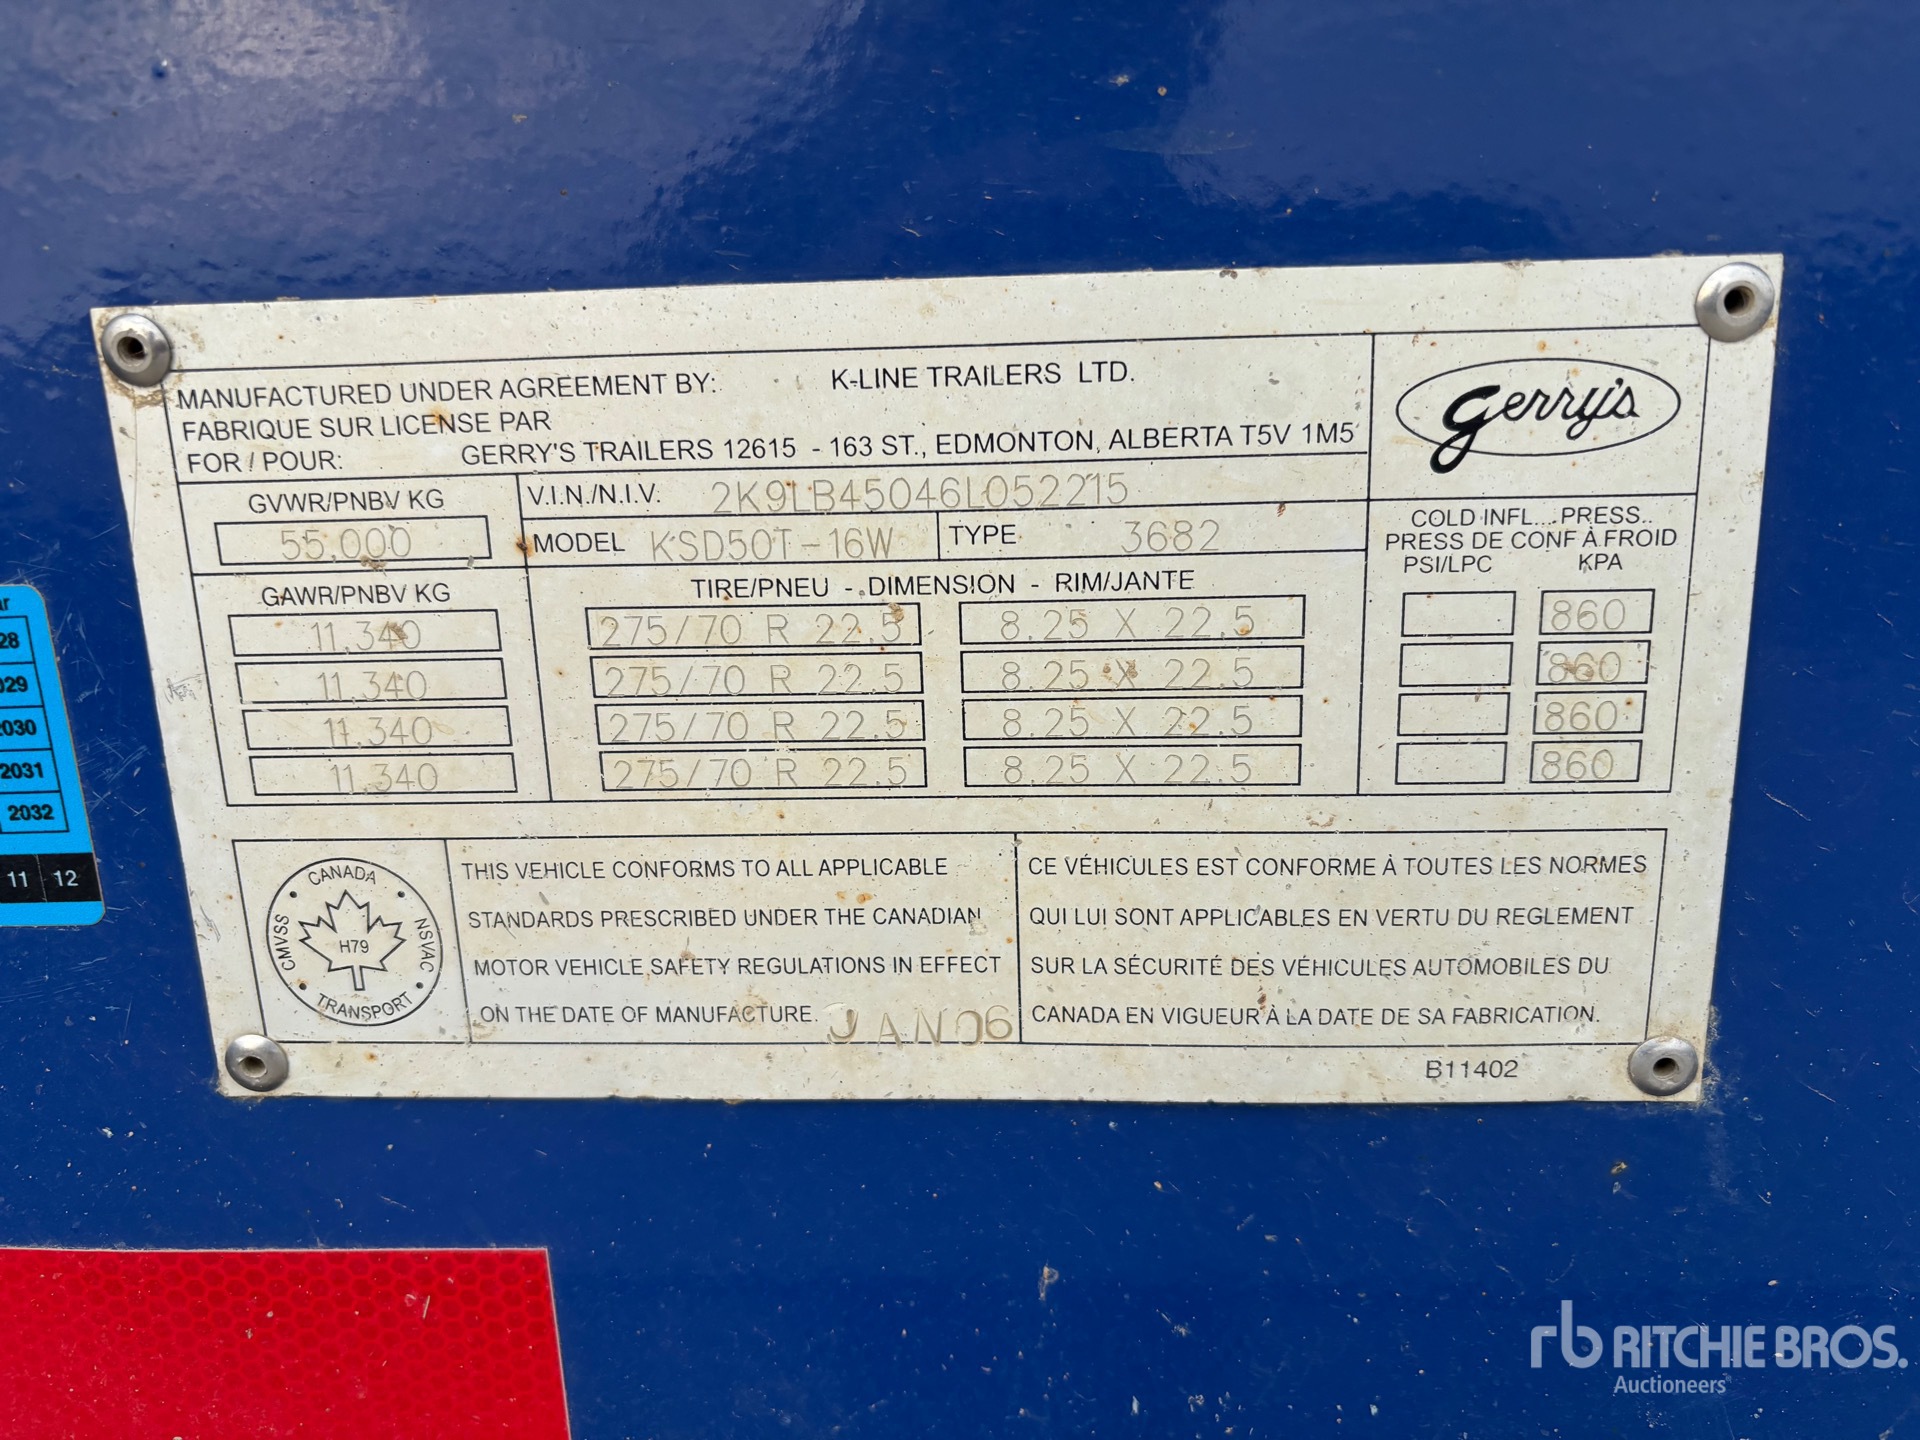 MANUFACTURED UNDER AGREEMENT BY: K-LINE TRAILERS LTD.
FABRIQUE SUR LICENSE PAR
FOR / POUR: GERRY'S TRAILERS 12615 - 163 ST., EDMONTON, ALBERTA T5V 1M5
Gerry's
GVWR/PNBV KG
55,000
V.I.N./N.I.V. 2K9LB45046L052215
MODEL KSD50T-16W TYPE 3682
COLD INFL... PRESS..
PRESS DE CONF À FROID
PSI/LPC KPA
GAWR/PNBV KG TIRE/PNEU - DIMENSION - RIM/JANTE
11,340 275/70 R 22.5 8.25 X 22.5 860
11,340 275/70 R 22.5 8.25 X 22.5 860
11,340 275/70 R 22.5 8.25 X 22.5 860
11,340 275/70 R 22.5 8.25 X 22.5 860
CANADA
CMVSS
H79
NSVAC
TRANSPORT
THIS VEHICLE CONFORMS TO ALL APPLICABLE
STANDARDS PRESCRIBED UNDER THE CANADIAN
MOTOR VEHICLE SAFETY REGULATIONS IN EFFECT
ON THE DATE OF MANUFACTURE. JAN06
CE VÉHICULES EST CONFORME À TOUTES LES NORMES
QUI LUI SONT APPLICABLES EN VERTU DU REGLEMENT
SUR LA SÉCURITÉ DES VÉHICULES AUTOMOBILES DU
CANADA EN VIGUEUR À LA DATE DE SA FABRICATION.
B11402
2031
2032
11 12
rb RITCHIE BROS.
Auctioneers